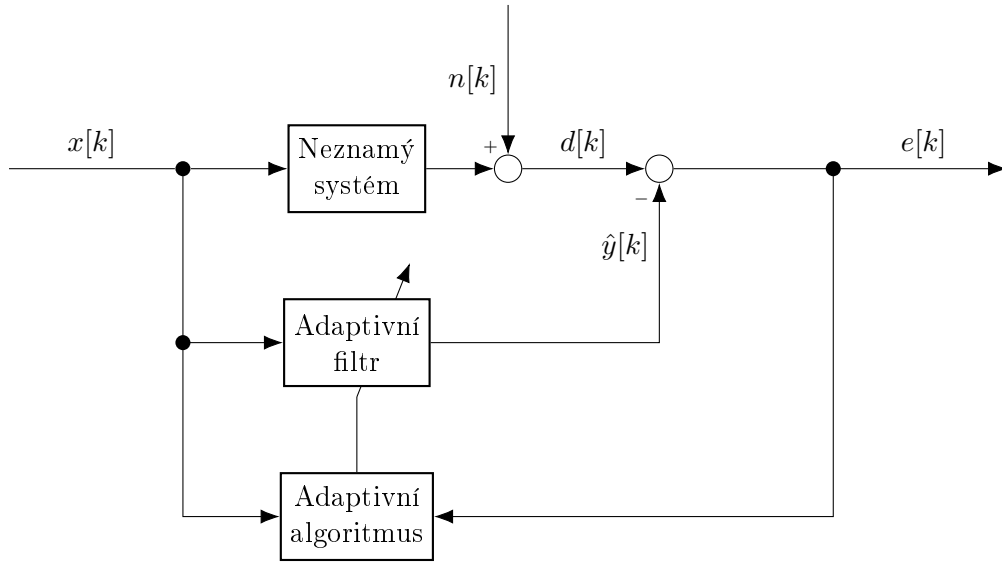 n[k]
x[k]
Neznamý
systém
+
d[k]
−
e[k]
ŷ[k]
Adaptivní
filtr
Adaptivní
algoritmus